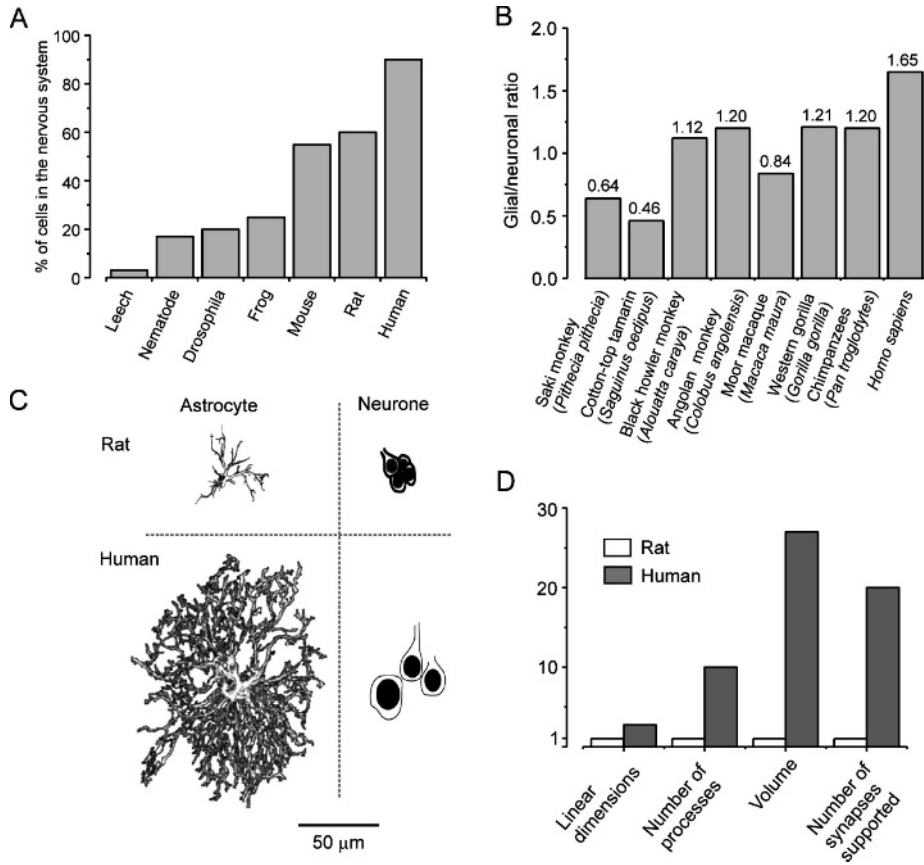 A
% of cells in the nervous system
100
80
60
40
20
0
Leech
Nematode
Drosophila
Frog
Mouse
Rat
Human
B
Glial/neuronal ratio
2.0
1.5
1.0
0.5
0.0
0.64
0.46
1.12
1.20
0.84
1.21
1.20
1.65
Saki monkey
(Pithecia pithecia)
Cotton-top tamarin
(Saguinus oedipus)
Black howler monkey
(Alouatta caraya)
Angolan monkey
(Colobus angolensis)
Moor macaque
(Macaca maura)
Western gorilla
(Gorilla gorilla)
Chimpanzees
(Pan troglodytes)
Homo sapiens
C
Astrocyte
Neurone
Rat
Human
50 μm
D
30
20
10
1
Rat
Human
Linear
dimensions
Number of
processes
Volume
Number of
synapses
supported